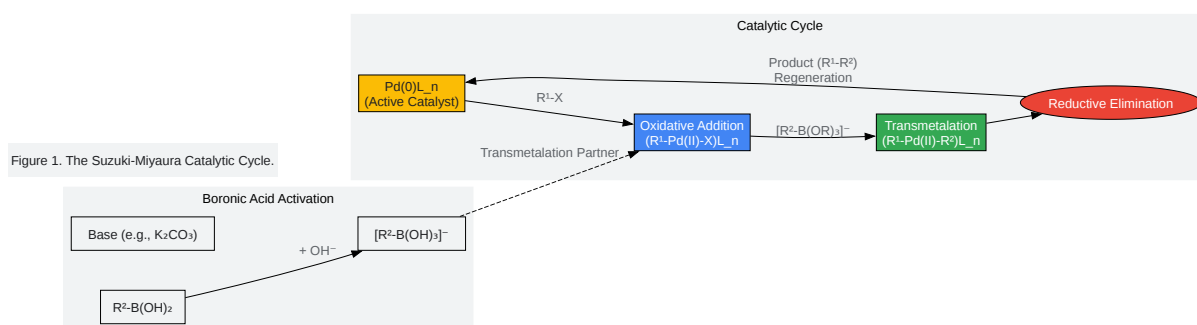 Catalytic Cycle
Product (R¹-R²)
Regeneration
Pd(0)L_n
(Active Catalyst)
R¹-X
Reductive Elimination
Oxidative Addition
(R¹-Pd(II)-X)L_n
[R²-B(OR)₃]⁻
Transmetalation
(R¹-Pd(II)-R²)L_n
Transmetalation Partner
Figure 1. The Suzuki-Miyaura Catalytic Cycle.
Boronic Acid Activation
Base (e.g., K₂CO₃)
[R²-B(OH)₃]⁻
+ OH⁻
R²-B(OH)₂